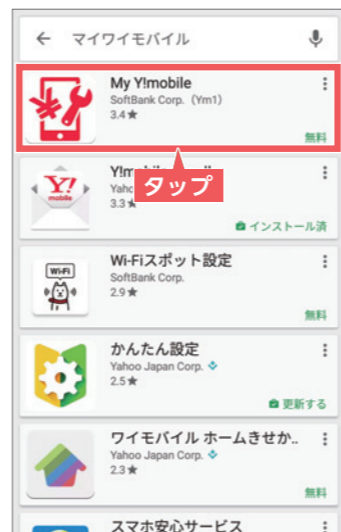 マイワイモバイル
My Y!mobile
SoftBank Corp. (Ym1)
3.4★
無料
タップ
Y!
mobile
3.3★
インストール済
Wi-Fi
Wi-Fiスポット設定
SoftBank Corp.
2.9★
無料
かんたん設定
Yahoo Japan Corp.
2.5★
更新する
ワイモバイル ホームきせか..
Yahoo Japan Corp.
2.3★
無料
スマホ安心サービス